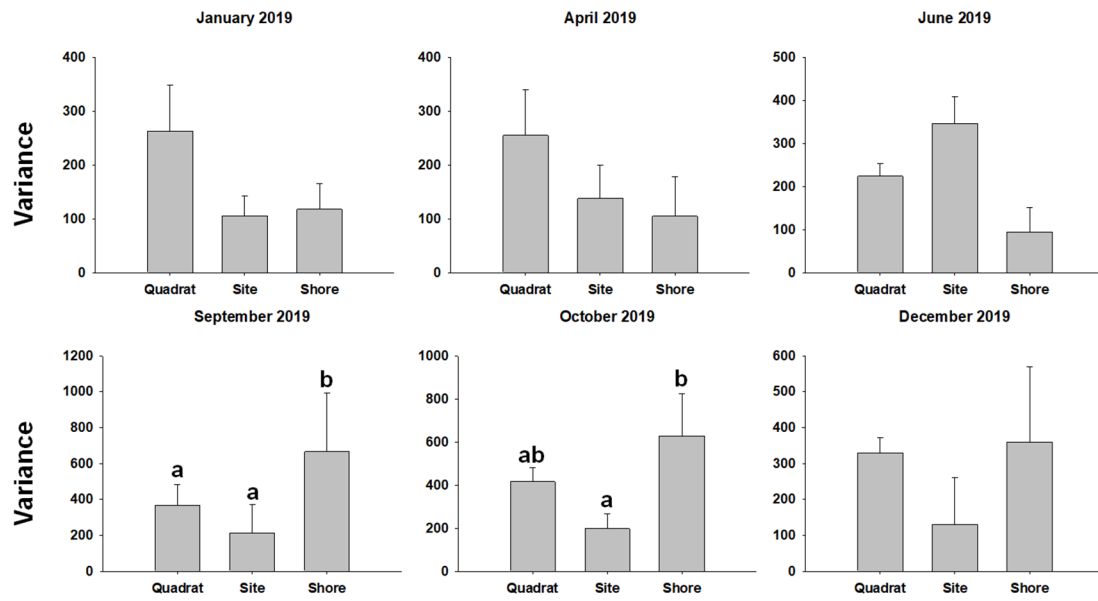 January 2019
April 2019
June 2019
Variance
400
300
200
100
0
Quadrat Site Shore
400
300
200
100
0
Quadrat Site Shore
500
400
300
200
100
0
Quadrat Site Shore
September 2019
October 2019
December 2019
Variance
1200
1000
800
600
400
200
0
a a b
Quadrat Site Shore
1000
800
600
400
200
0
ab a b
Quadrat Site Shore
600
500
400
300
200
100
0
Quadrat Site Shore